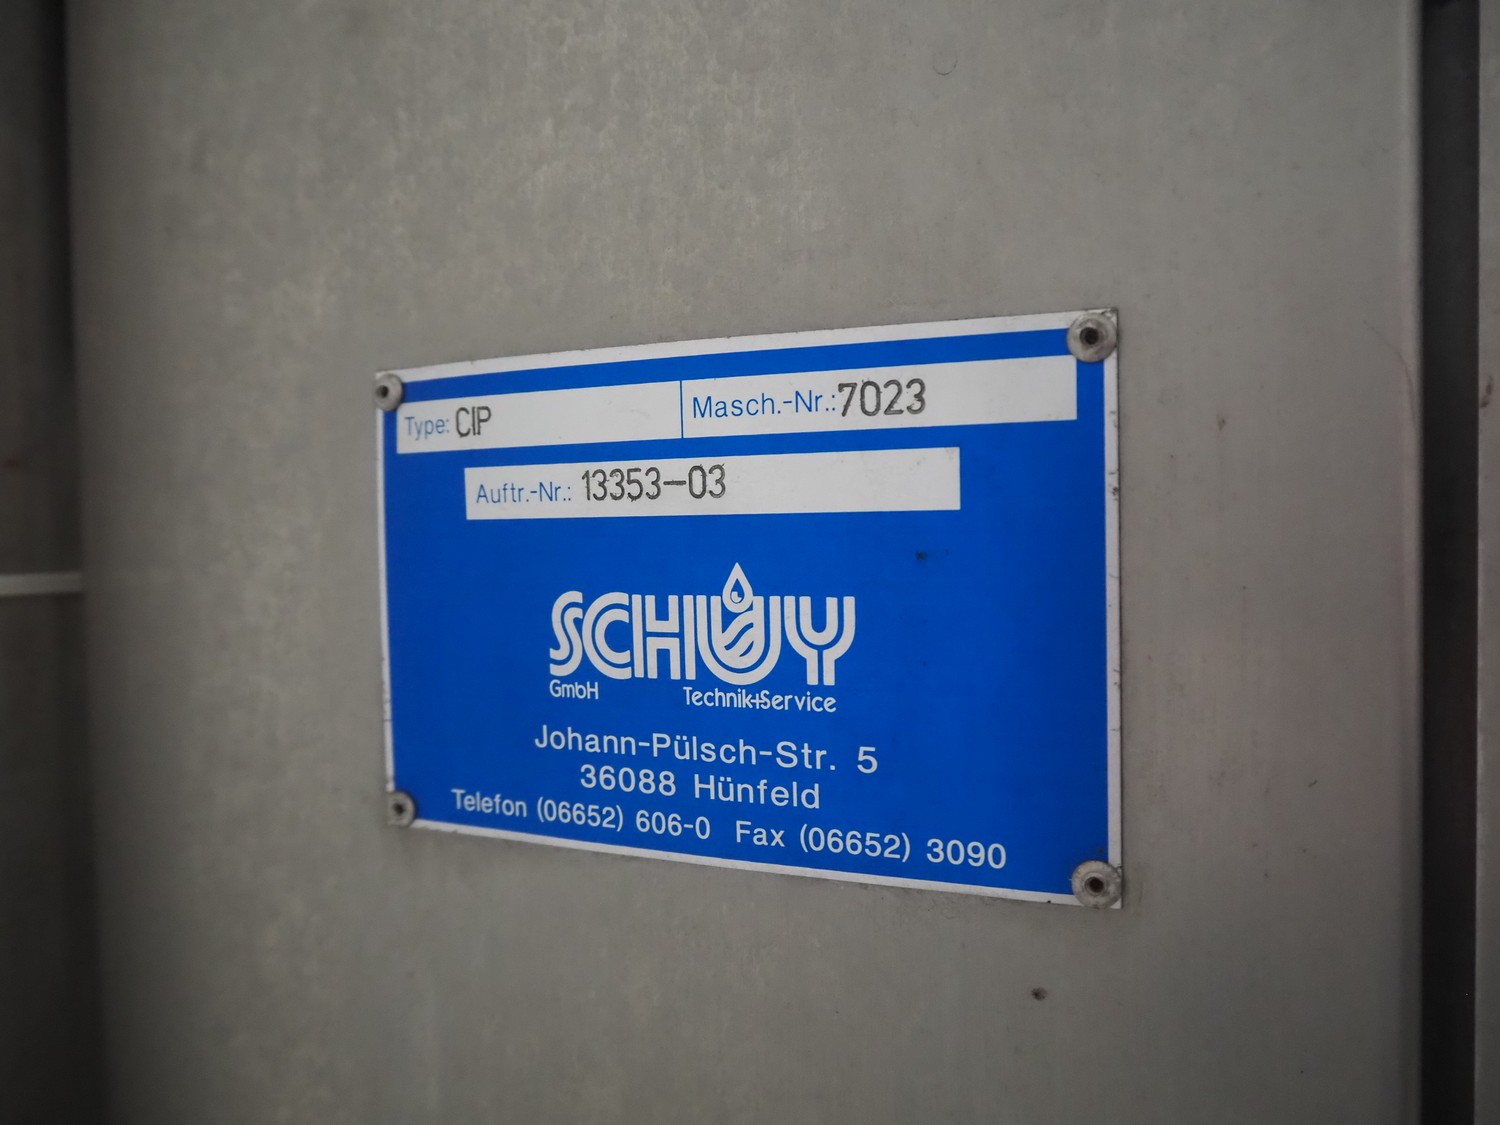 Type: CIP Masch.-Nr.: 7023
Auftr.-Nr.: 13353-03
SCHUY
GmbH Technik+Service
Johann-Pülsch-Str. 5
36088 Hünfeld
Telefon (06652) 606-0 Fax (06652) 3090